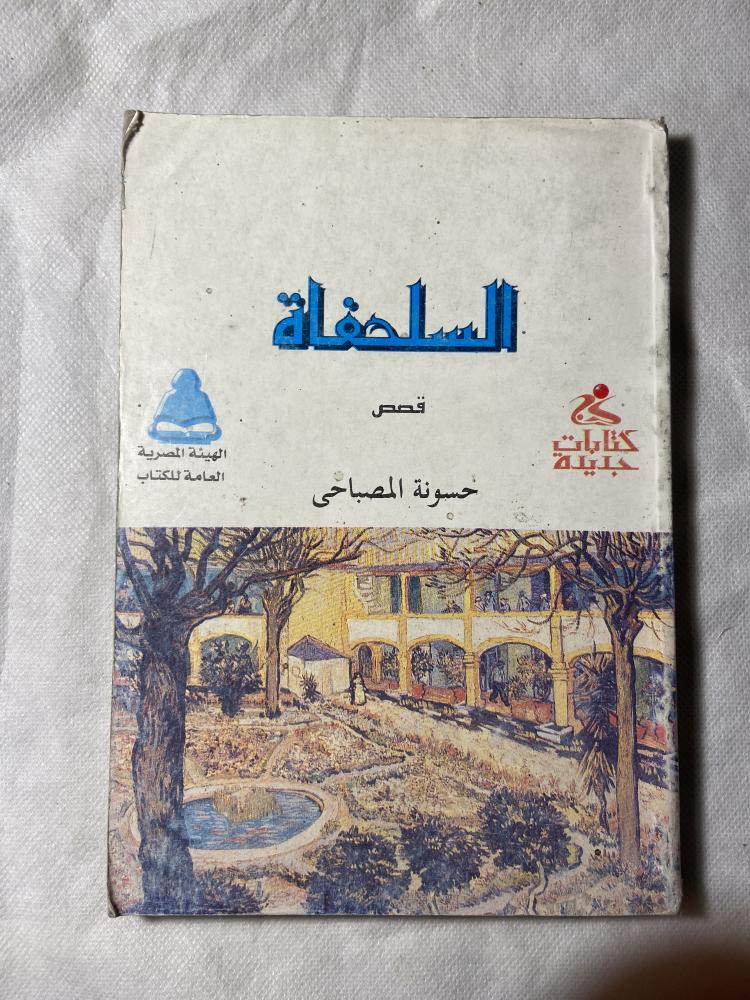 السلحفاة
قصص
كتابات
جديدة
الهيئة المصرية
العامة للكتاب
حسونة المصباحى